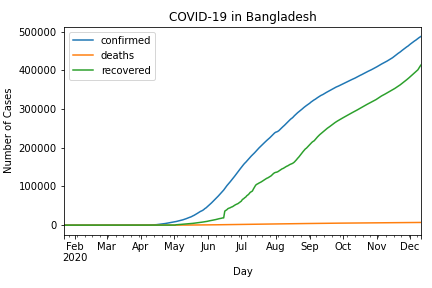 COVID-19 in Bangladesh
500000
400000
300000
200000
100000
0
Number of Cases
confirmed
deaths
recovered
Feb Mar Apr May Jun Jul Aug Sep Oct Nov Dec
2020
Day